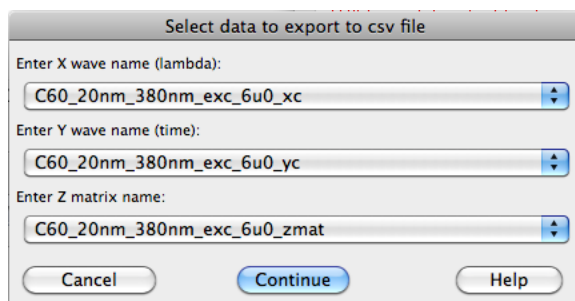 Select data to export to csv file
Enter X wave name (lambda):
C60_20nm_380nm_exc_6u0_xc
Enter Y wave name (time):
C60_20nm_380nm_exc_6u0_yc
Enter Z matrix name:
C60_20nm_380nm_exc_6u0_zmat
Cancel Continue Help